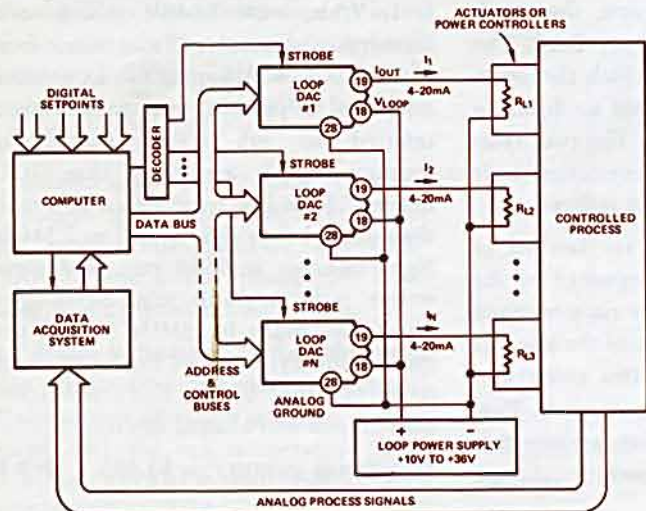 ACTUATORS OR
POWER CONTROLLERS
DIGITAL
SETPOINTS
COMPUTER
DECODER
DATA BUS
DATA
ACQUISITION
SYSTEM
ADDRESS
&
CONTROL
BUSES
STROBE
LOOP
DAC
#1
19
18
28
IOUT
VLOOP
I1
4-20mA
RL1
STROBE
LOOP
DAC
#2
19
18
28
I2
4-20mA
RL2
STROBE
LOOP
DAC
#N
19
18
28
IN
4-20mA
RL3
ANALOG
GROUND
CONTROLLED
PROCESS
+
–
LOOP POWER SUPPLY
+10V TO +36V
ANALOG PROCESS SIGNALS